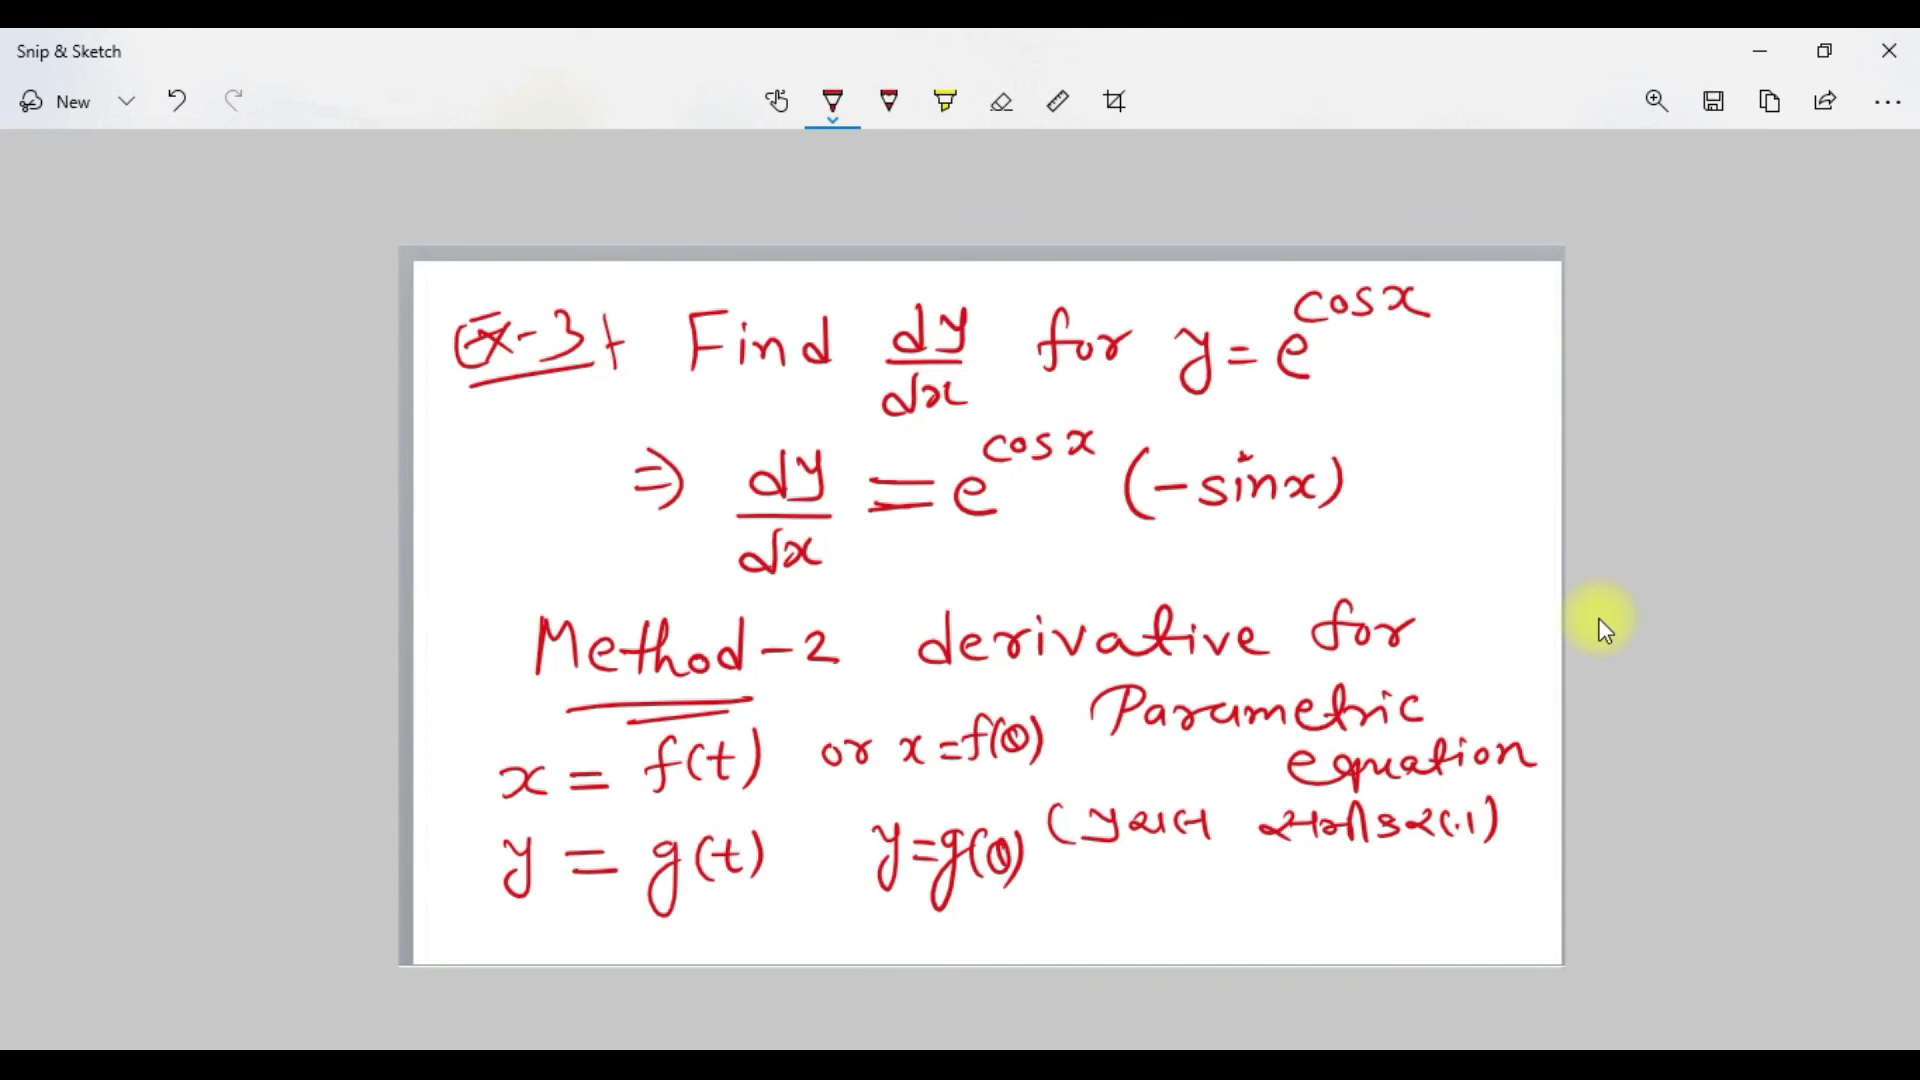 Snip & Sketch
New
Ex-3) Find dy/dx for y = e^cosx
⇒ dy/dx = e^cosx (-sinx)
Method-2 derivative for
Parametric
equation
x = f(t) or x = f(θ)
y = g(t) y = g(θ)